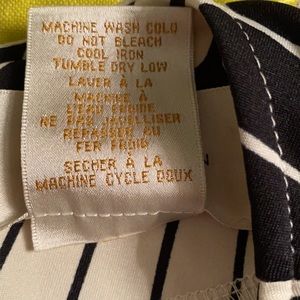 MACHINE WASH COLD
DO NOT BLEACH
COOL IRON
TUMBLE DRY LOW
LAVER À LA
MACHINE À
L'EAU FROIDE
NE PAS JAVELLISER
REPASSER AU
FER FROID
SECHER À LA
MACHINE CYCLE DOUX